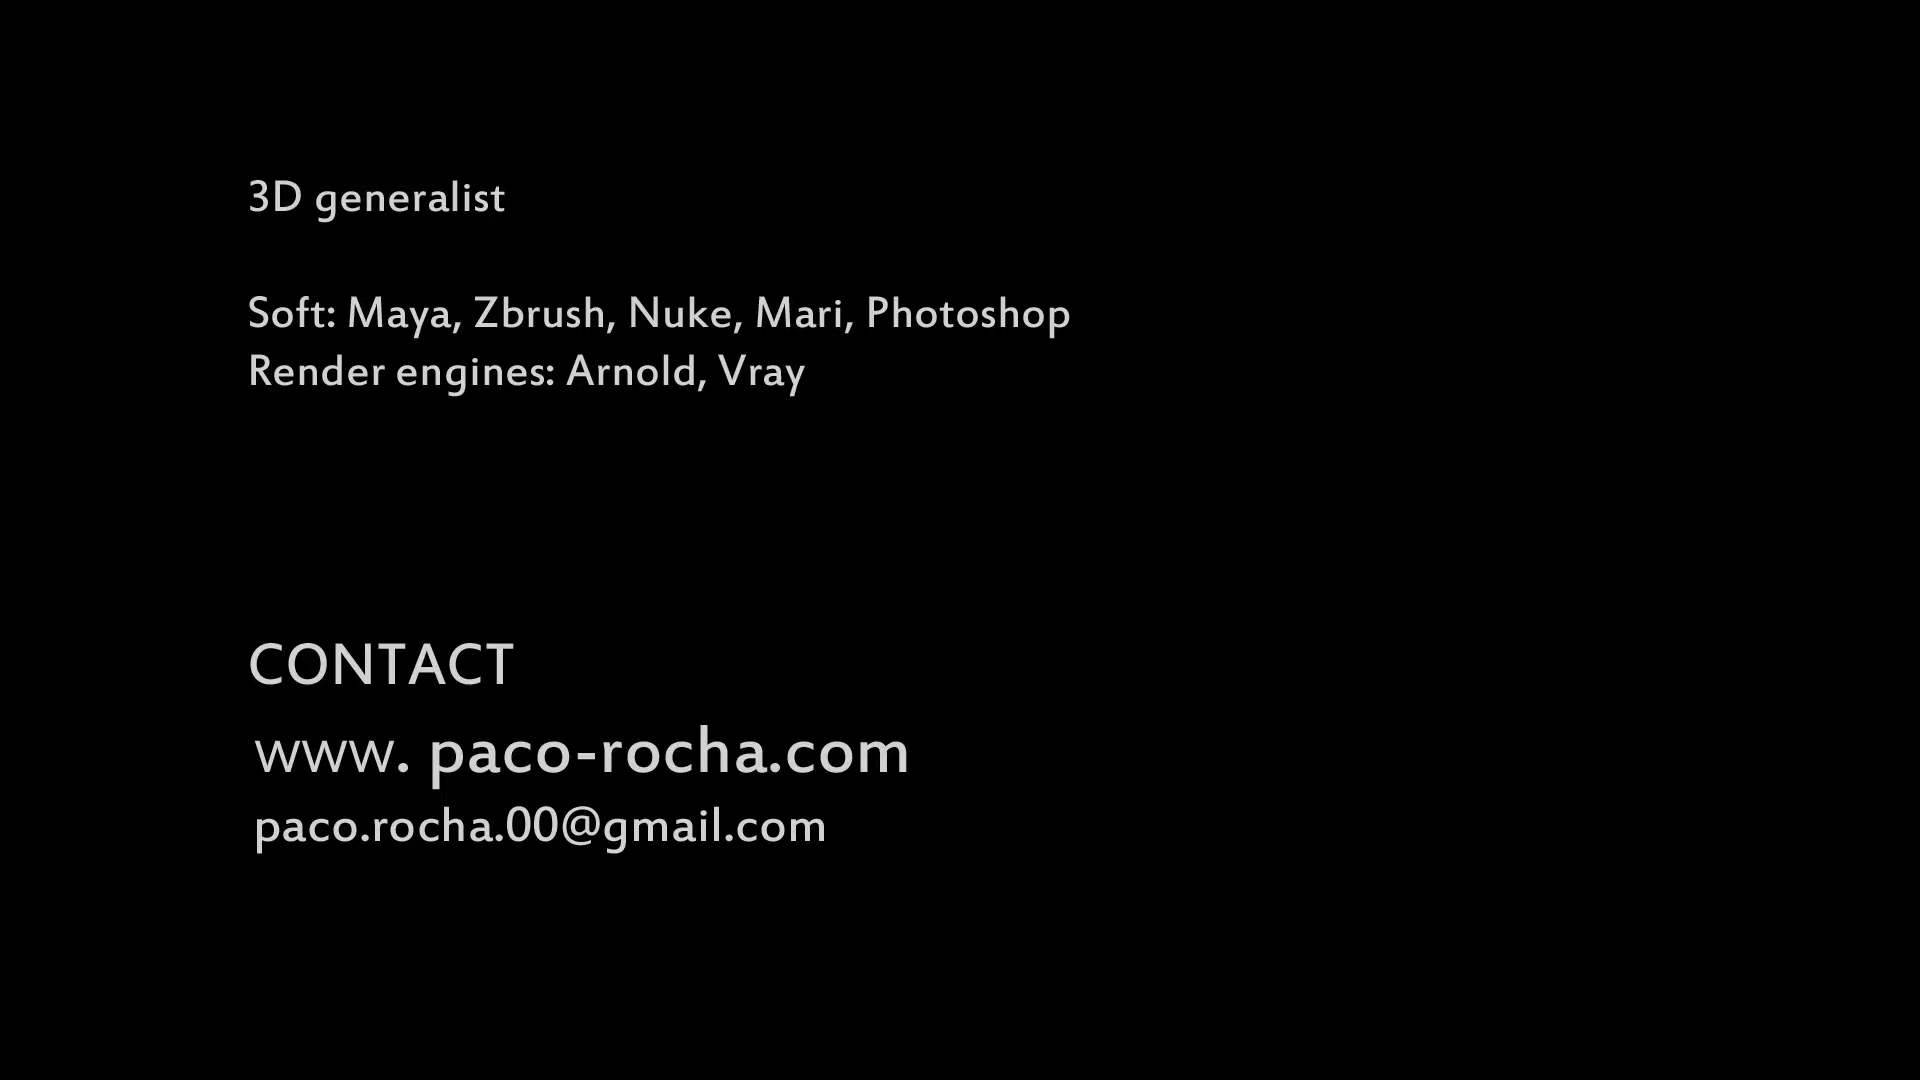 3D generalist
Soft: Maya, Zbrush, Nuke, Mari, Photoshop
Render engines: Arnold, Vray
CONTACT
www. paco-rocha.com
paco.rocha.00@gmail.com